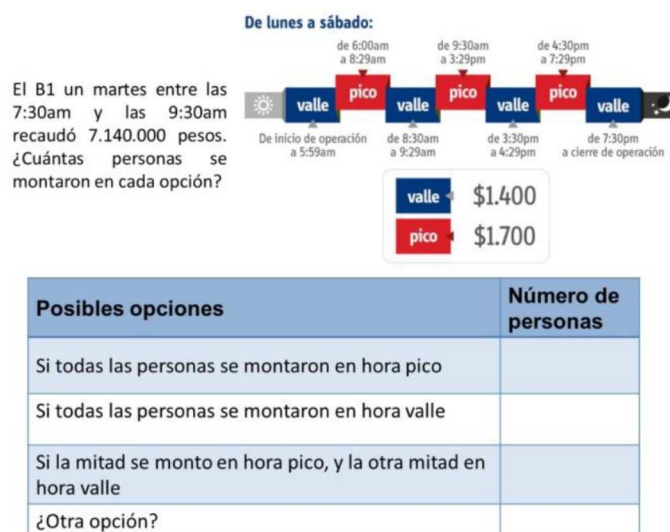 De lunes a sábado:
de 6:00am
a 8:29am
de 9:30am
a 3:29pm
de 4:30pm
a 7:29pm
valle
pico
valle
pico
valle
pico
valle
De inicio de operación
a 5:59am
de 8:30am
a 9:29am
de 3:30pm
a 4:29pm
de 7:30pm
a cierre de operación
El B1 un martes entre las
7:30am y las 9:30am
recaudó 7.140.000 pesos.
¿Cuántas personas se
montaron en cada opción?
valle $1.400
pico $1.700
Posibles opciones
Número de
personas
Si todas las personas se montaron en hora pico
Si todas las personas se montaron en hora valle
Si la mitad se monto en hora pico, y la otra mitad en
hora valle
¿Otra opción?